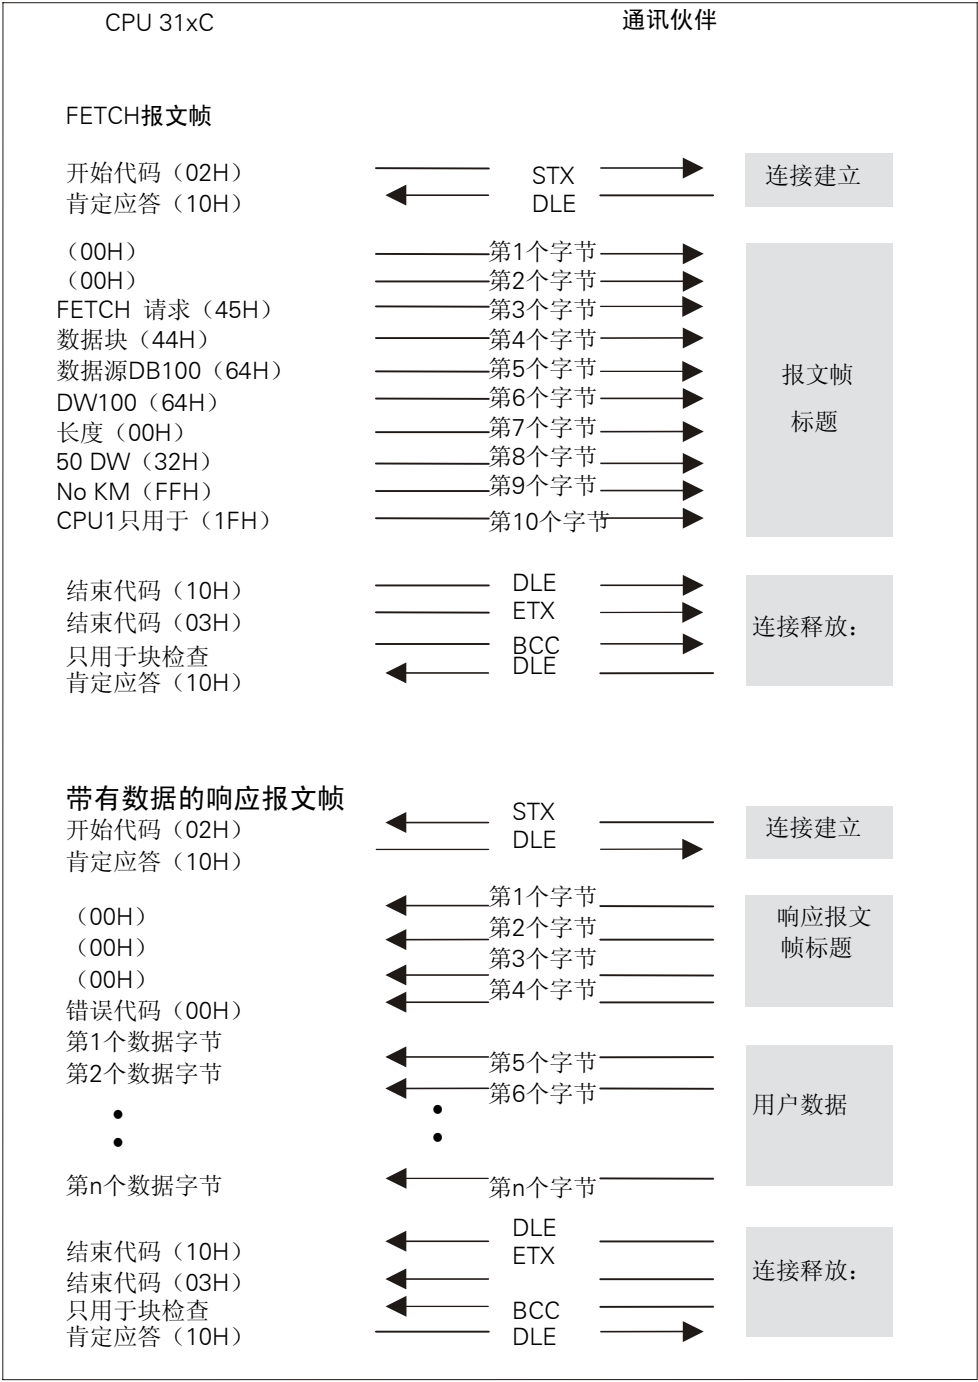 CPU 31xC 通讯伙伴
FETCH报文帧
开始代码（02H） STX 连接建立
肯定应答（10H） DLE
（00H） 第1个字节
（00H） 第2个字节
FETCH 请求（45H） 第3个字节
数据块（44H） 第4个字节
数据源DB100（64H） 第5个字节 报文帧
DW100（64H） 第6个字节 标题
长度（00H） 第7个字节
50 DW（32H） 第8个字节
No KM（FFH） 第9个字节
CPU1只用于（1FH） 第10个字节
结束代码（10H） DLE
结束代码（03H） ETX 连接释放：
只用于块检查 BCC
肯定应答（10H） DLE
带有数据的响应报文帧
开始代码（02H） STX 连接建立
肯定应答（10H） DLE
（00H） 第1个字节 响应报文
（00H） 第2个字节 帧标题
（00H） 第3个字节
错误代码（00H） 第4个字节
第1个数据字节 第5个字节
第2个数据字节 第6个字节 用户数据
第n个数据字节 第n个字节
结束代码（10H） DLE
结束代码（03H） ETX 连接释放：
只用于块检查 BCC
肯定应答（10H） DLE